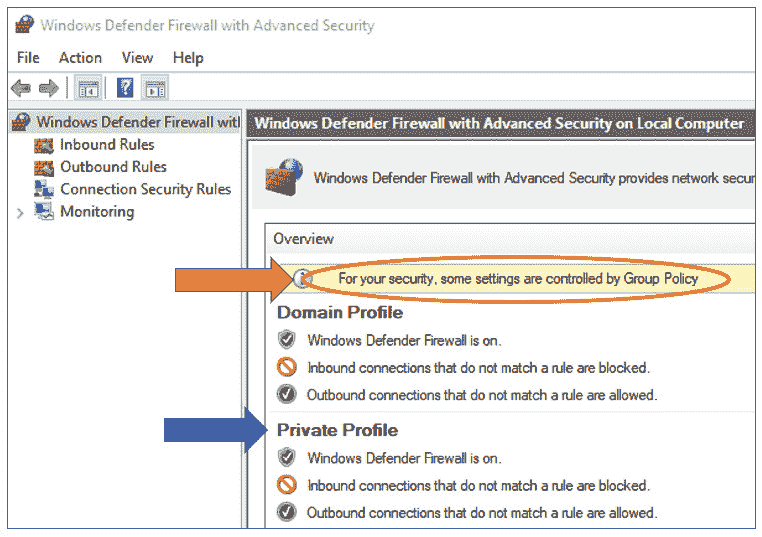 Windows Defender Firewall with Advanced Security
File Action View Help
Windows Defender Firewall witl
Inbound Rules
Outbound Rules
Connection Security Rules
Monitoring
Windows Defender Firewall with Advanced Security on Local Computer
Windows Defender Firewall with Advanced Security provides network secur
Overview
For your security, some settings are controlled by Group Policy
Domain Profile
Windows Defender Firewall is on.
Inbound connections that do not match a rule are blocked.
Outbound connections that do not match a rule are allowed.
Private Profile
Windows Defender Firewall is on.
Inbound connections that do not match a rule are blocked.
Outbound connections that do not match a rule are allowed.